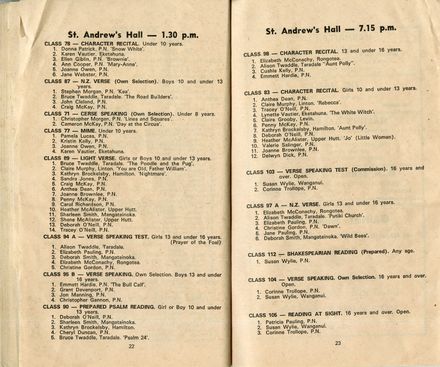 St. Andrew's Hall — 1.30 p.m.
CLASS 76 — CHARACTER RECITAL. Under 10 years.
1. Donna Patrick, P.N. 'Snow White'.
2. Karen Vautier, Eketahuna.
3. Ellen Giblin, P.N. 'Brownie'.
4. Ann Cooper, P.N. 'Mary-Anna'.
5. Joanne Owen, P.N.
6. Jane Webster, P.N.
CLASS 87 — N.Z. VERSE (Own Selection). Boys 10 and under 13
years.
1. Stephen Morgan, P.N. 'Kea'.
2. Bruce Twaddle, Taradale. 'The Road Builders'.
3. John Cleland, P.N.
4. Craig McKay, P.N.
CLASS 71 — VERSE SPEAKING (Own Selection). Under 8 years.
1. Christopher Morgan, P.N. 'Lines and Squares'.
2. Cameron McKay, P.N. 'Day at the Circus'.
CLASS 77 — MIME. Under 10 years.
1. Pamela Lucas, P.N.
2. Kristin Kelly, P.N.
3. Joanne Owen, P.N.
4. Karen Vautier, Eketahuna.
CLASS 89 — LIGHT VERSE. Girls or Boys 10 and under 13 years.
1. Bruce Twaddle, Taradale. 'The Poodle and the Pug'.
2. Claire Murphy, Linton. 'You are Old, Father William'.
3. Kathryn Brockelsby, Hamilton. 'Nightmare'.
4. Sandra Jones, P.N.
5. Craig McKay, P.N.
6. Anthea Dean, P.N.
7. Joanne Brownlee, P.N.
8. Penny McKay, P.N.
9. Carol Richardson, P.N.
10. Heather McAlister, Upper Hutt.
11. Sharleen Smith, Mangatainoka.
12. Shane McAlister, Upper Hutt.
13. Deborah O'Neill, P.N.
14. Tracey O'Neill, P.N.
CLASS 94 A — VERSE SPEAKING TEST. Girls 13 and under 16 years.
(Prayer of the Foal)
1. Alison Twaddle, Taradale.
2. Elizabeth Pauling, P.N.
3. Deborah Smith, Mangatainoka.
4. Elizabeth McConachy, Rongotea.
5. Christine Gordon, P.N.
CLASS 95 B — VERSE SPEAKING. Own Selection. Boys 13 and under
16 years.
1. Emmett Hardie, P.N. 'The Bull Calf'.
2. Grant Davenport, P.N.
3. Jon Manning, P.N.
4. Christopher Gannon, P.N.
CLASS 90 — PREPARED PSALM READING. Girl or Boy 10 and under
13 years.
1. Deborah O'Neill, P.N.
2. Sharleen Smith, Mangatainoka.
3. Kathryn Brockelsby, Hamilton.
4. Cheryl Duncan, P.N.
5. Bruce Twaddle, Taradale. 'Psalm 24'.
22
St. Andrew's Hall — 7.15 p.m.
CLASS 98 — CHARACTER RECITAL. 13 and under 16 years.
1. Elizabeth McConachy, Rongotea.
2. Alison Twaddle, Taradale "Aunt Polly".
3. Cushla Kelly, P.N.
4. Emmett Hardie, P.N.
CLASS 83 — CHARACTER RECITAL. Girls 10 and under 13 years.
1. Anthea Dean, P.N.
2. Claire Murphy, Linton. 'Rebecca'.
3. Tracey O'Neill, P.N.
4. Lynette Vautier, Eketahuna. 'The White Witch'.
5. Claire Grooby, Levin.
6. Penny McKay, P.N.
7. Kathryn Brockelsby, Hamilton. 'Aunt Polly'.
8. Deborah O'Neill, P.N.
9. Heather McAlister, Upper Hutt. 'Jo' (Little Women).
10. Valerie Salinger, P.N.
11. Joanne Brownlee, P.N.
12. Delwyn Dick, P.N.
CLASS 103 — VERSE SPEAKING TEST (Commission). 16 years and
over. Open.
1. Susan Wylie, Wanganui.
2. Corinne Trollope, P.N.
CLASS 97 A — N.Z. VERSE. Girls 13 and under 16 years.
1. Elizabeth McConachy, Rongotea.
2. Alison Twaddle, Taradale. 'Pukki Church'.
3. Elizabeth Pauling, P.N.
4. Christine Gordon, P.N. 'Dawn'.
5. Jane Pauling, P.N.
6. Deborah Smith, Mangatainoka. 'Wild Bees'.
CLASS 112 — SHAKESPEARIAN READING (Prepared). Any age.
1. Susan Wylie, P.N.
CLASS 104 — VERSE SPEAKING. Own Selection. 16 years and over.
Open.
1. Corinne Trollope, P.N.
2. Susan Wylie, Wanganui.
CLASS 105 — READING AT SIGHT. 16 years and over. Open.
1. Patricia Pauling, P.N.
2. Susan Wylie, Wanganui.
3. Corinne Trollope, P.N.
23